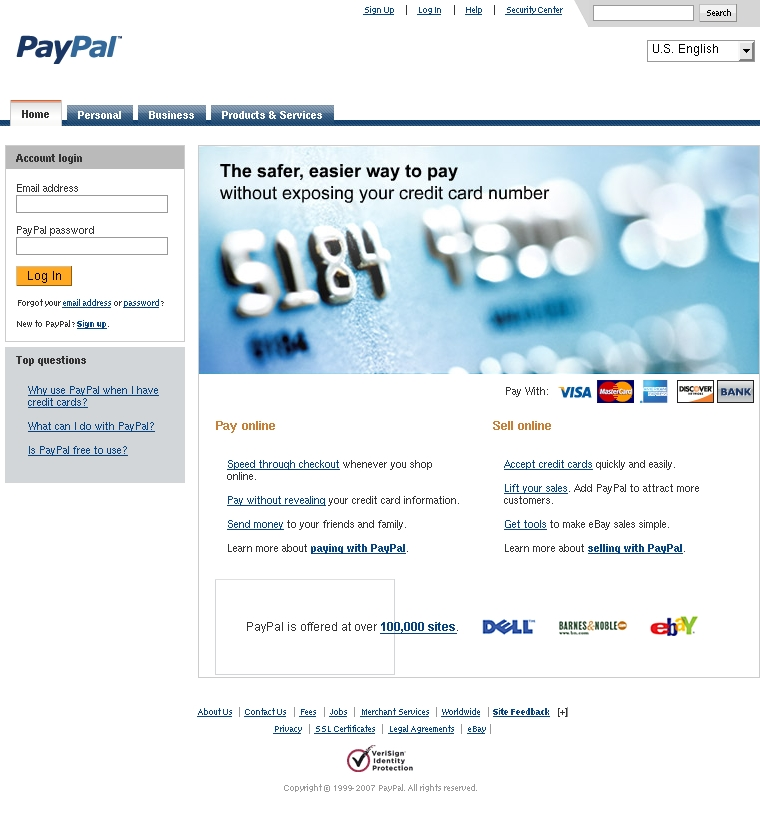 Sign Up | Log In | Help | Security Center
Search
PayPal™
U.S. English
Home Personal Business Products & Services
Account login
Email address
PayPal password
Log In
Forgot your email address or password?
New to PayPal? Sign up.
Top questions
Why use PayPal when I have
credit cards?
What can I do with PayPal?
Is PayPal free to use?
The safer, easier way to pay
without exposing your credit card number
5184
5184
Pay With: VISA MasterCard DISCOVER BANK
Pay online
Speed through checkout whenever you shop
online.
Pay without revealing your credit card information.
Send money to your friends and family.
Learn more about paying with PayPal.
Sell online
Accept credit cards quickly and easily.
Lift your sales. Add PayPal to attract more
customers.
Get tools to make eBay sales simple.
Learn more about selling with PayPal.
PayPal is offered at over 100,000 sites.
DELL™
BARNES&NOBLE
www.bn.com
ebY
About Us | Contact Us | Fees | Jobs | Merchant Services | Worldwide | Site Feedback [+]
Privacy | SSL Certificates | Legal Agreements | eBay |
VeriSign
Identity
Protection
Copyright © 1999-2007 PayPal. All rights reserved.